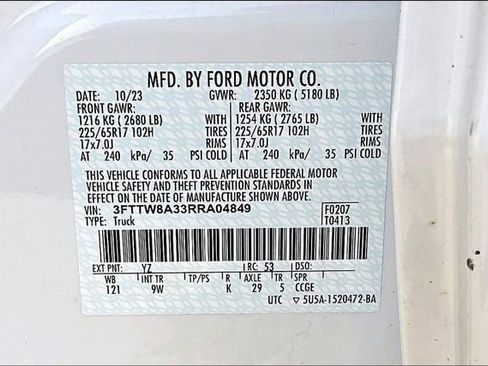 MFD. BY FORD MOTOR CO.
DATE: 10/23 GVWR: 2350 KG ( 5180 LB)
FRONT GAWR: REAR GAWR:
1216 KG ( 2680 LB) WITH 1254 KG ( 2765 LB) WITH
225/65R17 102H TIRES 225/65R17 102H TIRES
17x7.0J RIMS 17x7.0J RIMS
AT 240 kPa/ 35 PSI COLD AT 240 kPa/ 35 PSI COLD
THIS VEHICLE CONFORMS TO ALL APPLICABLE FEDERAL MOTOR
VEHICLE SAFETY AND THEFT PREVENTION STANDARDS IN
EFFECT ON THE DATE OF MANUFACTURE SHOWN ABOVE.
VIN: 3FTTW8A33RRA04849 F0207
TYPE: Truck T0413
EXT PNT: YZ RC: 53
WB INT TR TP/PS R AXLE TR SPR
121 9W K 29 5 CCGE
UTC 5U5A-1520472-BA